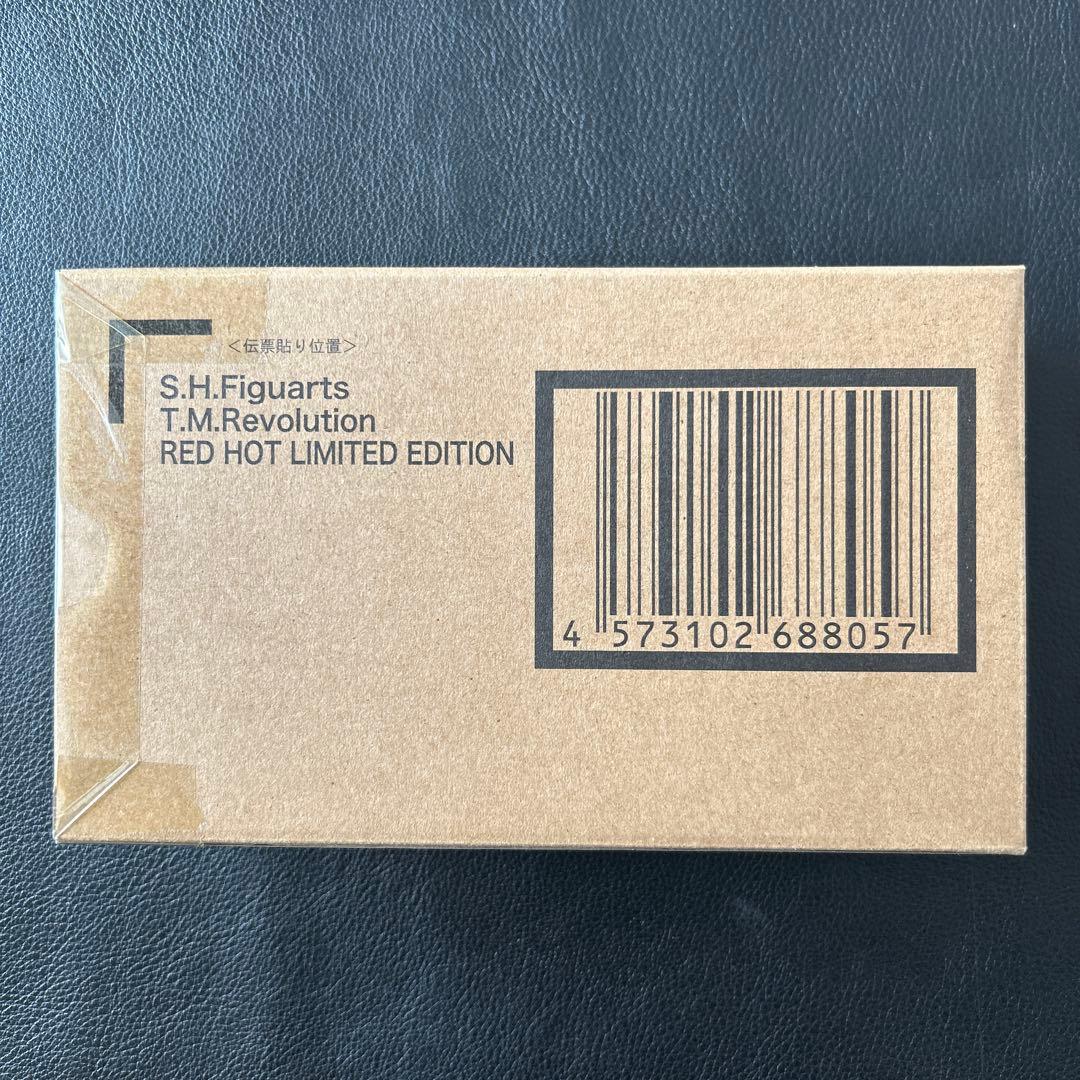 ＜伝票貼り位置＞
S.H.Figuarts
T.M.Revolution
RED HOT LIMITED EDITION
4 573102 688057